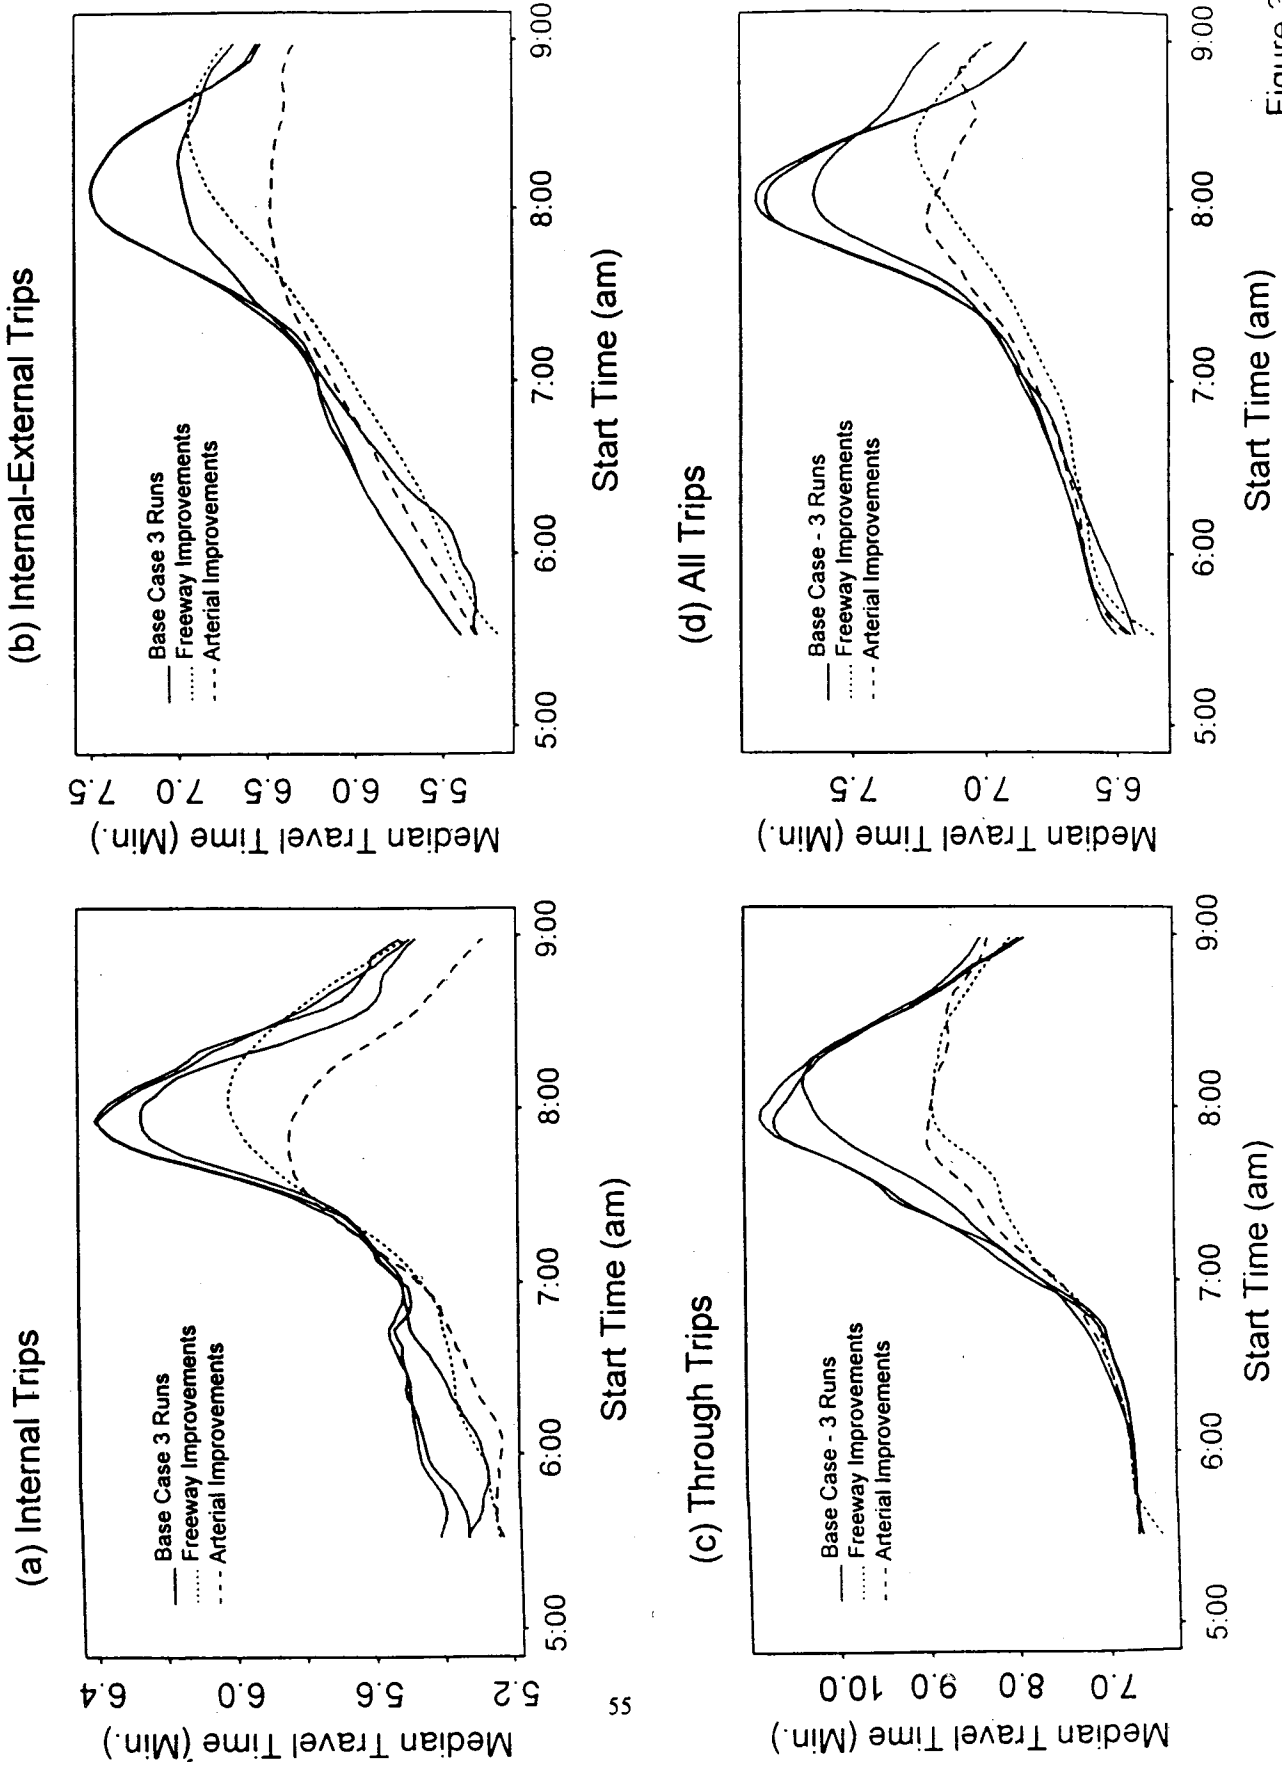 (a) Internal Trips
Median Travel Time (Min.)
6.4
6.0
5.6
5.2
Base Case 3 Runs
Freeway Improvements
Arterial Improvements
5:00
6:00
7:00
8:00
9:00
Start Time (am)
(b) Internal-External Trips
Median Travel Time (Min.)
7.5
7.0
6.5
6.0
5.5
Base Case 3 Runs
Freeway Improvements
Arterial Improvements
5:00
6:00
7:00
8:00
9:00
Start Time (am)
55
(c) Through Trips
Median Travel Time (Min.)
10.0
9.0
8.0
7.0
Base Case - 3 Runs
Freeway Improvements
Arterial Improvements
5:00
6:00
7:00
8:00
9:00
Start Time (am)
(d) All Trips
Median Travel Time (Min.)
7.5
7.0
6.5
Base Case - 3 Runs
Freeway Improvements
Arterial Improvements
5:00
6:00
7:00
8:00
9:00
Start Time (am)
Figure